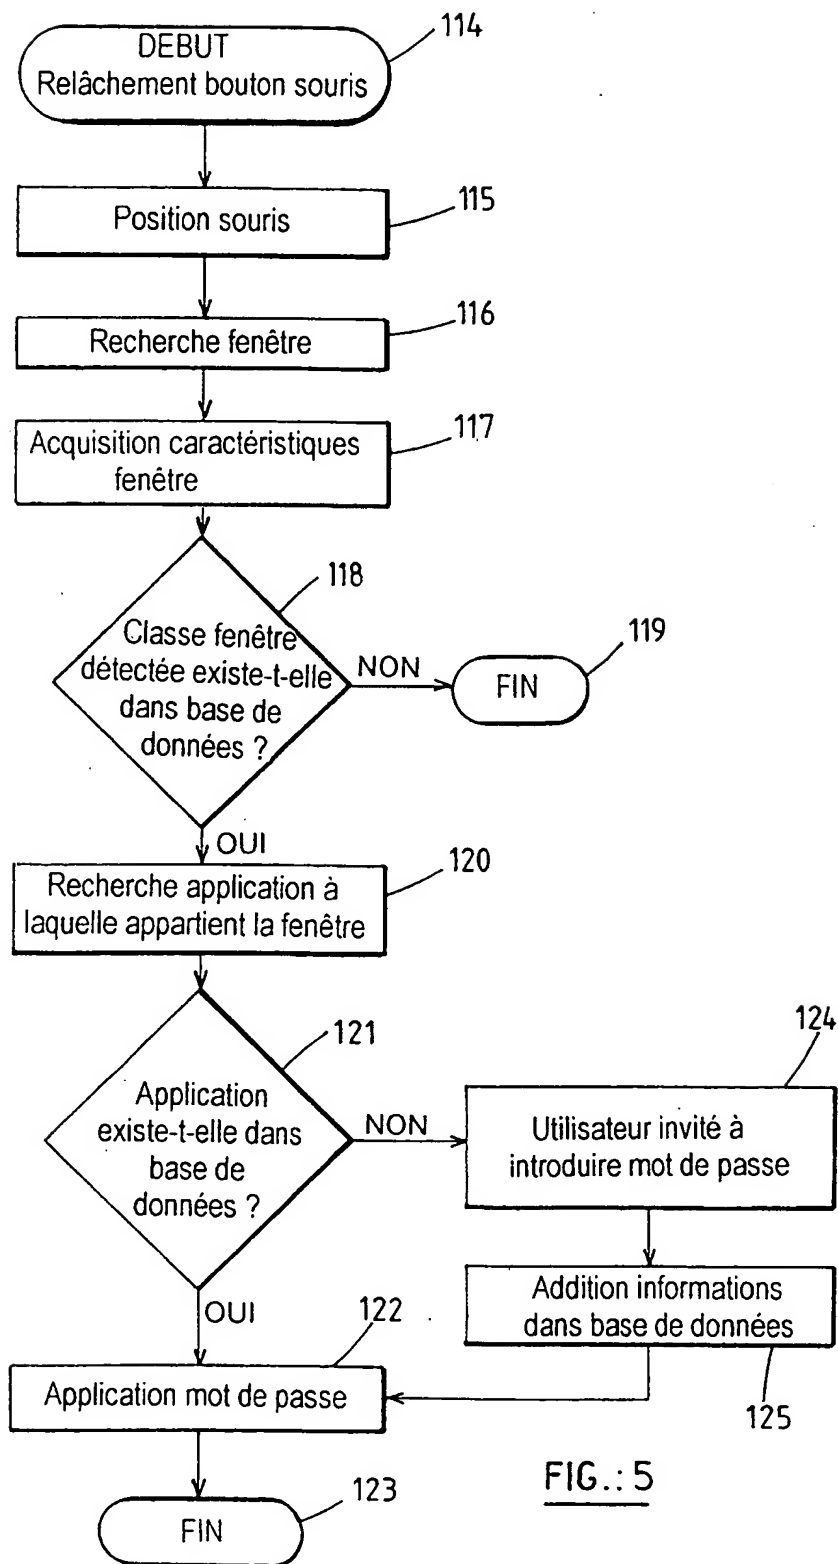 114
DEBUT
Relâchement bouton souris
115
Position souris
116
Recherche fenêtre
117
Acquisition caractéristiques
fenêtre
118
Classe fenêtre
détectée existe-t-elle
dans base de
données ?
NON
119
FIN
OUI
120
Recherche application à
laquelle appartient la fenêtre
121
Application
existe-t-elle dans
base de
données ?
NON
124
Utilisateur invité à
introduire mot de passe
Addition informations
dans base de données
125
OUI
122
Application mot de passe
123
FIN
FIG.: 5